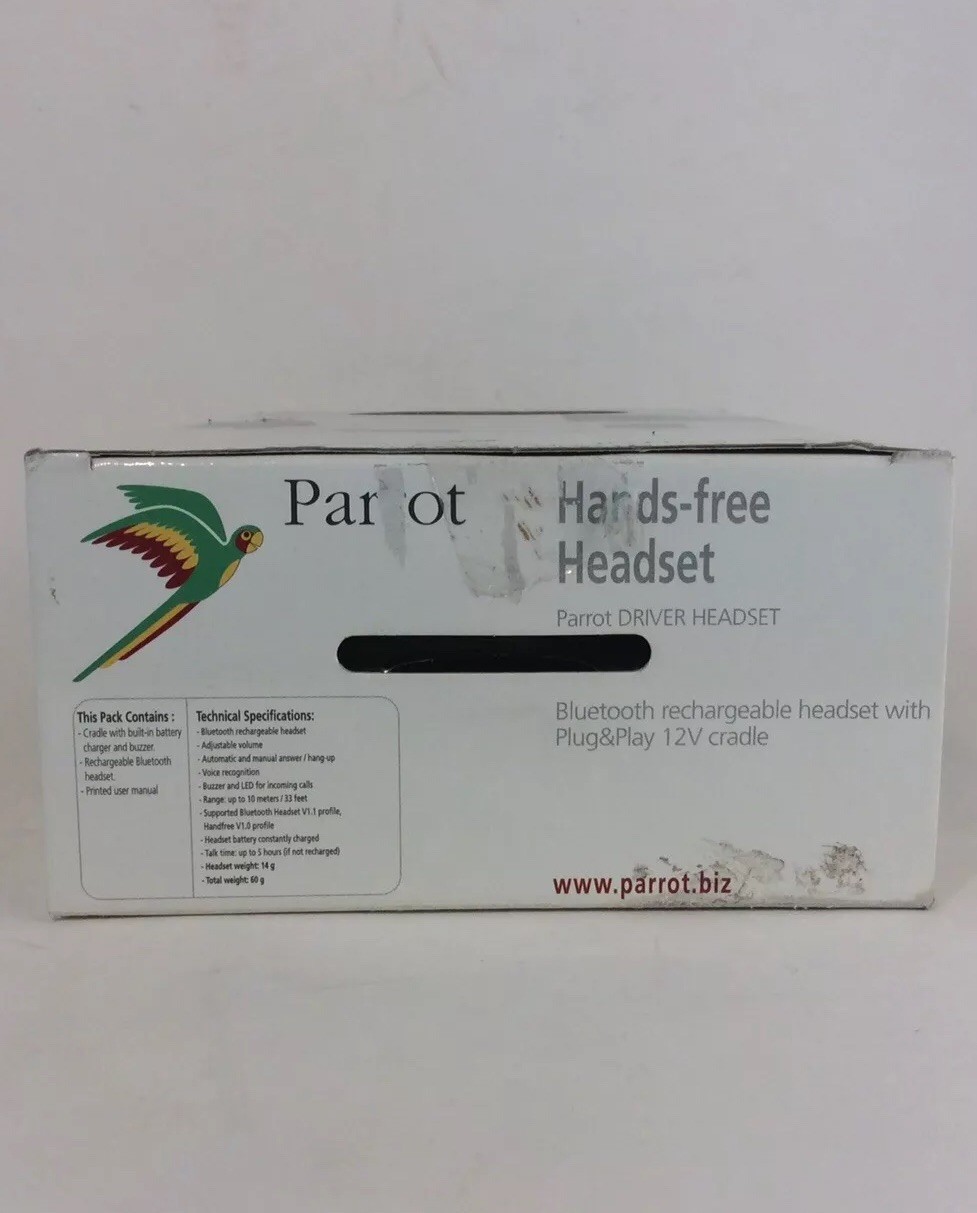 Parrot
Hands-free
Headset
Parrot DRIVER HEADSET
Bluetooth rechargeable headset with
Plug&Play 12V cradle
This Pack Contains :
- Cradle with built-in battery
charger and buzzer.
- Rechargeable Bluetooth
headset.
- Printed user manual
Technical Specifications:
- Bluetooth rechargeable headset
- Adjustable volume
- Automatic and manual answer / hang-up
- Voice recognition
- Buzzer and LED for incoming calls
- Range: up to 10 meters / 33 feet
- Supported Bluetooth Headset V1.1 profile,
Handfree V1.0 profile
- Headset battery constantly charged
- Talk time: up to 5 hours (if not recharged)
- Headset weight: 14 g
- Total weight: 60 g
www.parrot.biz